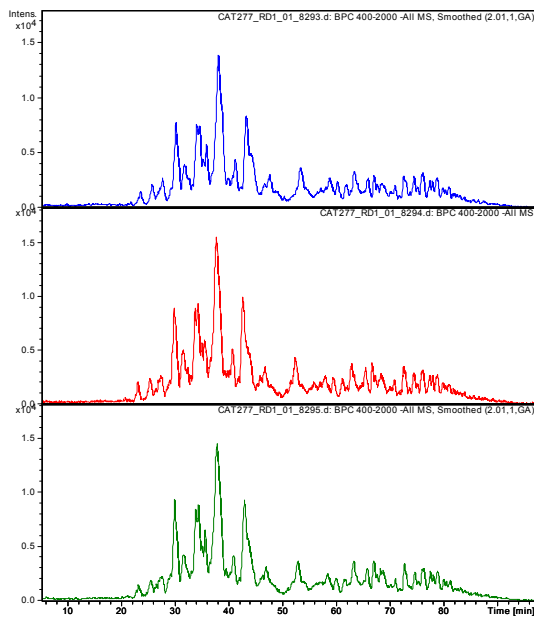 Intens.
x10⁴
CAT277_RD1_01_8293.d: BPC 400-2000 -All MS, Smoothed (2.01,1,GA)
1.5
1.0
0.5
0.0
x10⁴
CAT277_RD1_01_8294.d: BPC 400-2000 -All MS
1.5
1.0
0.5
0.0
x10⁴
CAT277_RD1_01_8295.d: BPC 400-2000 -All MS, Smoothed (2.01,1,GA)
1.5
1.0
0.5
0.0
10 20 30 40 50 60 70 80 Time [min]